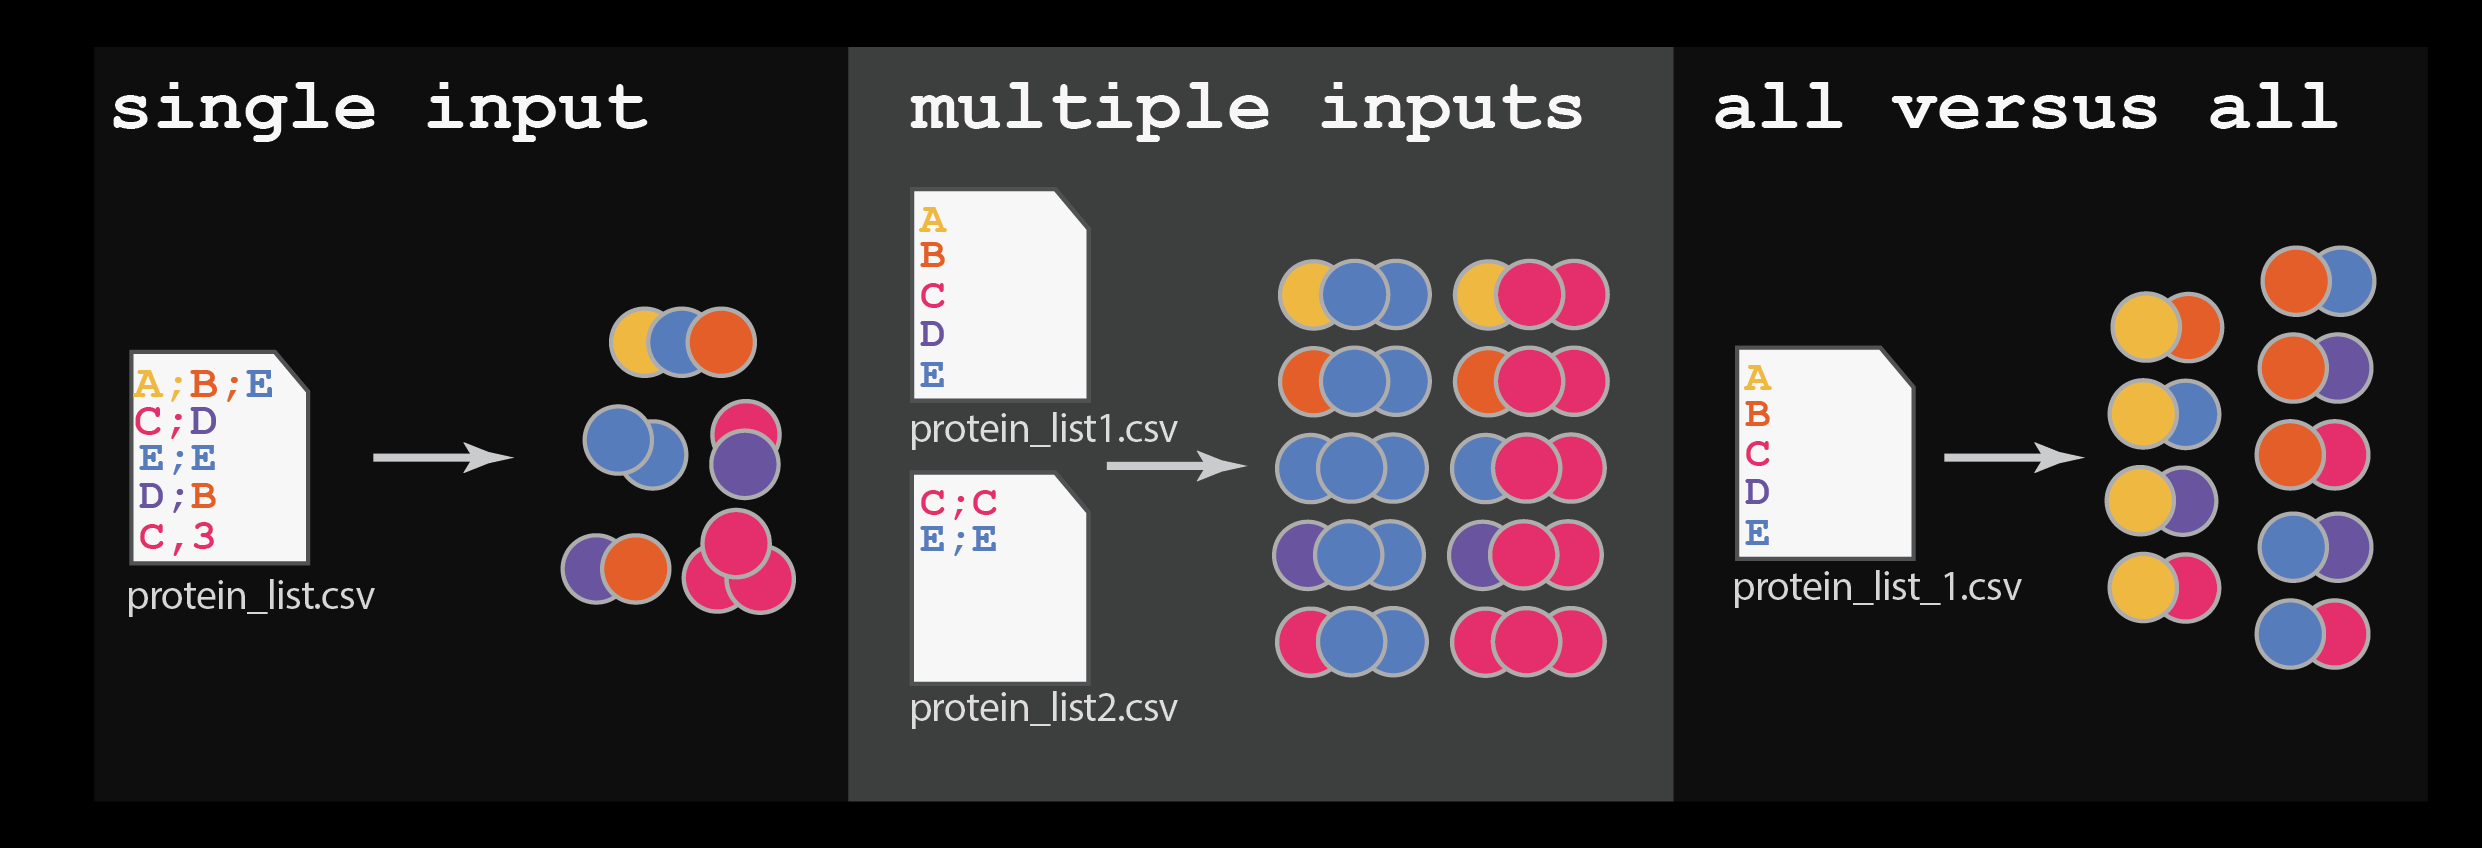 single input
A;B;E
C;D
E;E
D;B
C,3
protein_list.csv
multiple inputs
A
B
C
D
E
protein_list1.csv
C;C
E;E
protein_list2.csv
all versus all
A
B
C
D
E
protein_list_1.csv